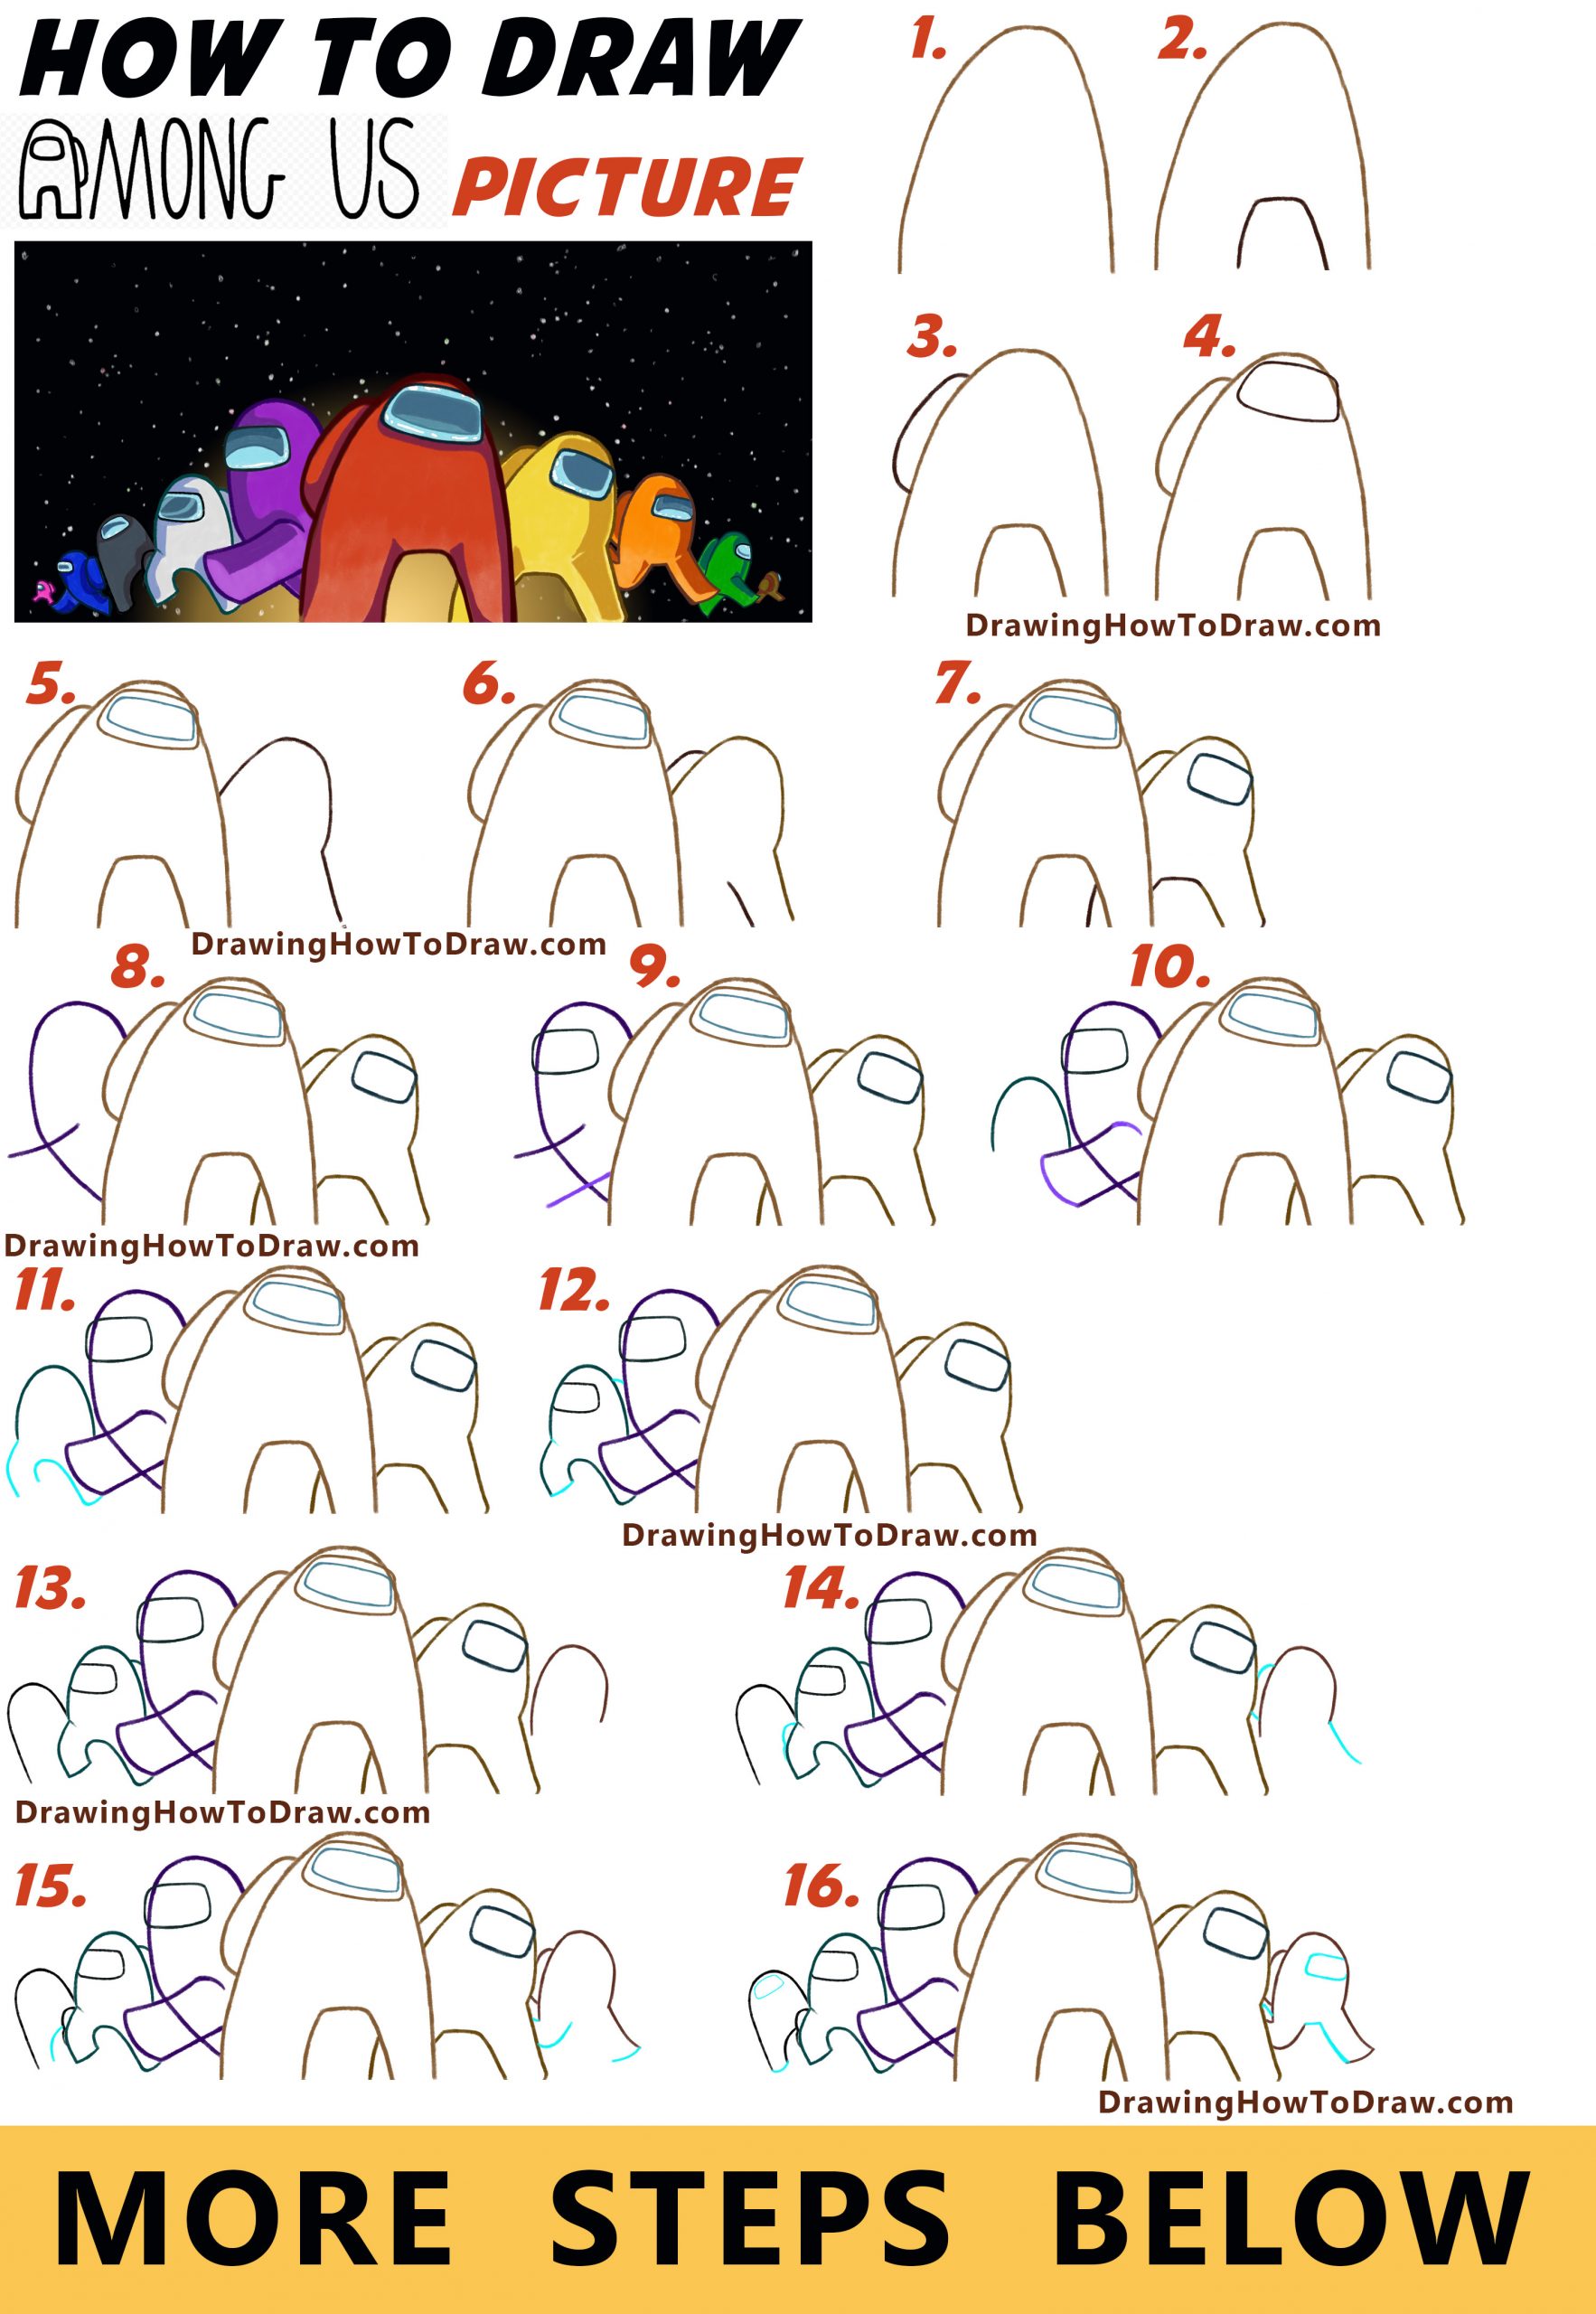 HOW TO DRAW
AMONG US PICTURE
1.
2.
3.
4.
DrawingHowToDraw.com
5.
6.
7.
DrawingHowToDraw.com
8.
9.
10.
DrawingHowToDraw.com
11.
12.
DrawingHowToDraw.com
13.
14.
DrawingHowToDraw.com
15.
16.
DrawingHowToDraw.com
MORE STEPS BELOW